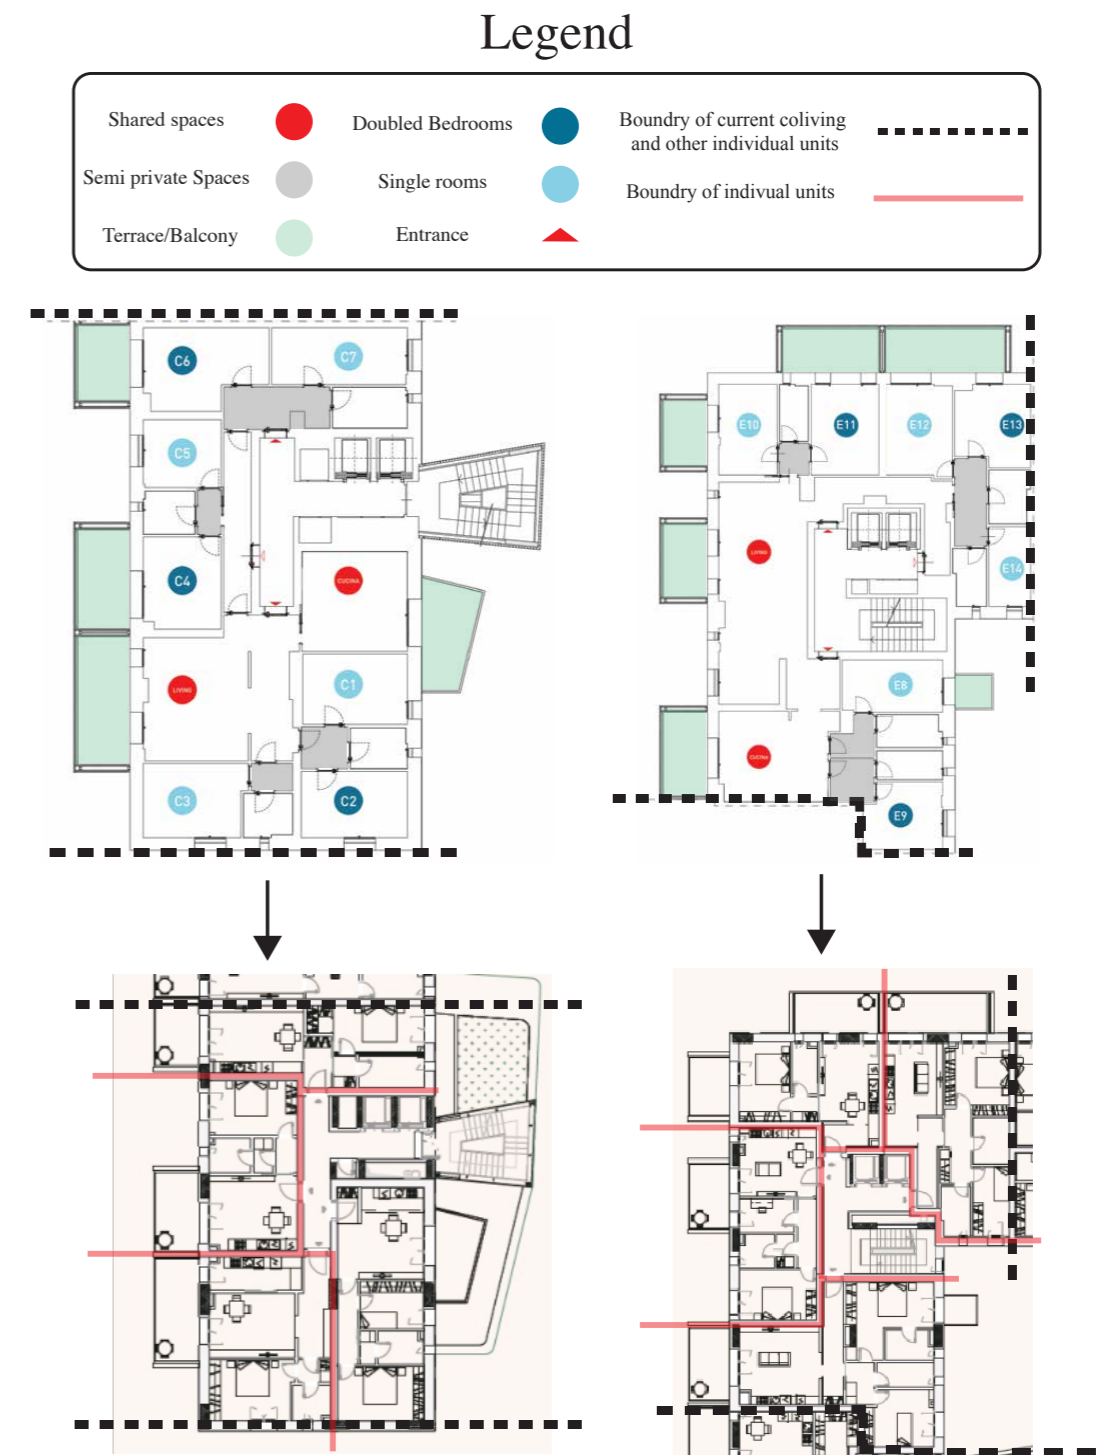 Legend
Shared spaces
Doubled Bedrooms
Boundry of current coliving
and other individual units
Semi private Spaces
Single rooms
Boundry of indivual units
Terrace/Balcony
Entrance
C6
C7
C5
C4
CUCINA
LIVING
C1
C3
C2
E10
E11
E12
E13
LIVING
E14
E8
CUCINA
E9